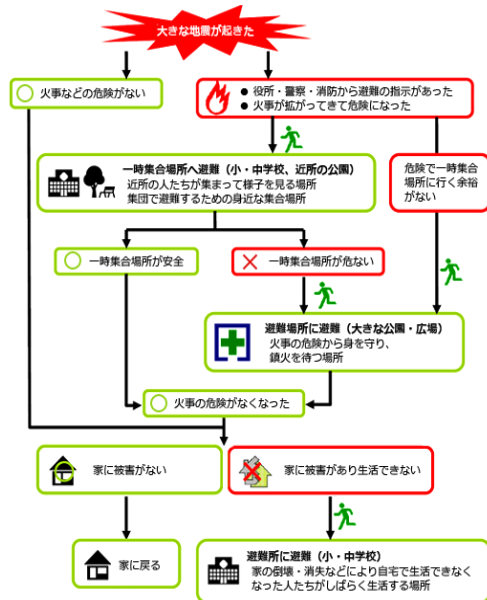 大きな地震が起きた
火事などの危険がない
● 役所・警察・消防から避難の指示があった
● 火事が拡がってきて危険になった
一時集合場所へ避難（小・中学校、近所の公園）
近所の人たちが集まって様子を見る場所
集団で避難するための身近な集合場所
危険で一時集合
場所に行く余裕
がない
一時集合場所が安全
一時集合場所が危ない
避難場所に避難（大きな公園・広場）
火事の危険から身を守り、
鎮火を待つ場所
火事の危険がなくなった
家に被害がない
家に被害があり生活できない
家に戻る
避難所に避難（小・中学校）
家の倒壊・消失などにより自宅で生活できなく
なった人たちがしばらく生活する場所